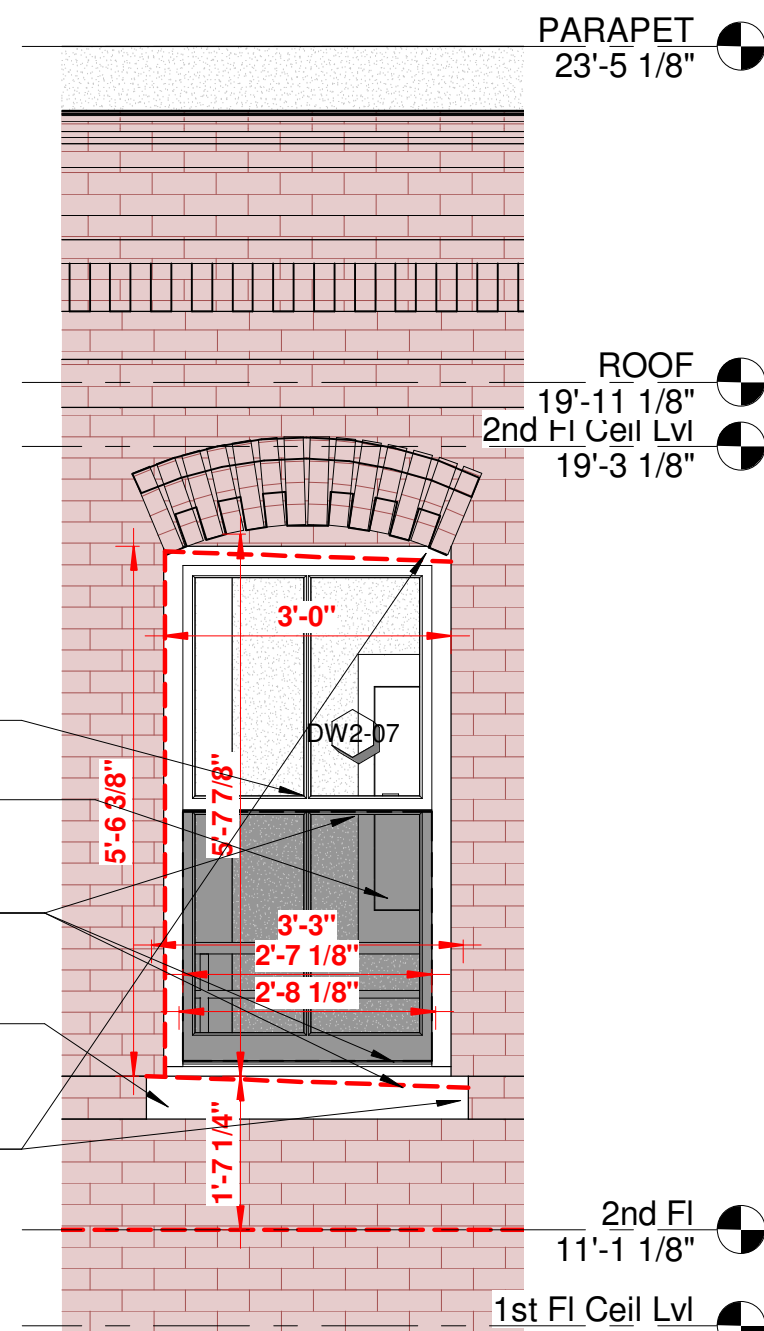 PARAPET
23'-5 1/8"
ROOF
19'-11 1/8"
2nd Fl Ceil Lvl
19'-3 1/8"
3'-0"
DW2-07
5'-6 3/8"
5'-7 7/8"
3'-3"
2'-7 1/8"
2'-8 1/8"
1'-7 1/4"
2nd Fl
11'-1 1/8"
1st Fl Ceil Lvl